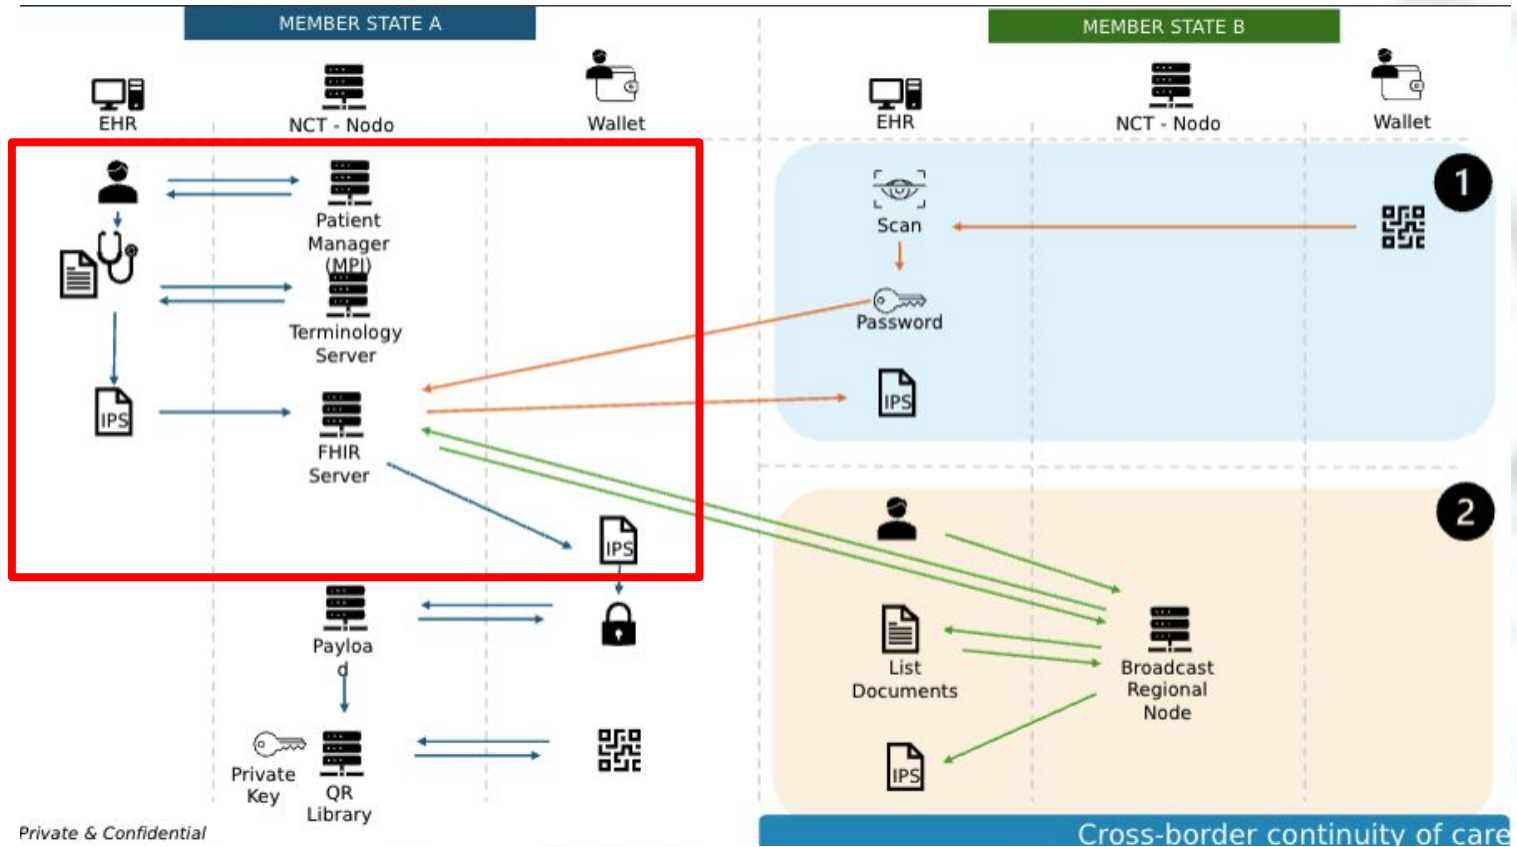 MEMBER STATE A
MEMBER STATE B
EHR
NCT - Nodo
Wallet
EHR
NCT - Nodo
Wallet
Patient
Manager
(MPI)
Terminology
Server
IPS
FHIR
Server
IPS
Payloa
d
Private
Key
QR
Library
1
Scan
Password
IPS
2
List
Documents
Broadcast
Regional
Node
IPS
Private & Confidential
Cross-border continuity of care